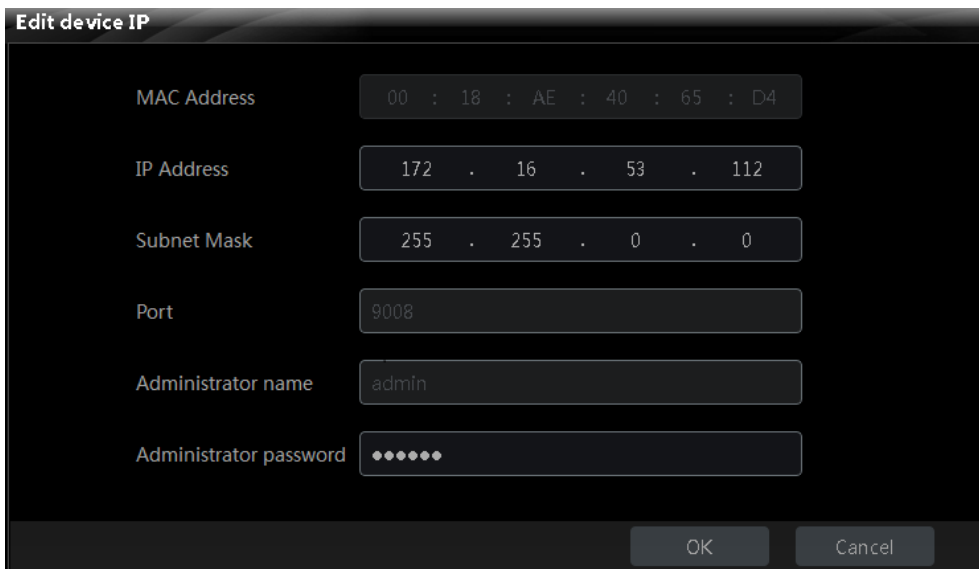 Edit device IP
MAC Address 00 : 18 : AE : 40 : 65 : D4
IP Address 172 . 16 . 53 . 112
Subnet Mask 255 . 255 . 0 . 0
Port 9008
Administrator name admin
Administrator password ●●●●●●
OK Cancel